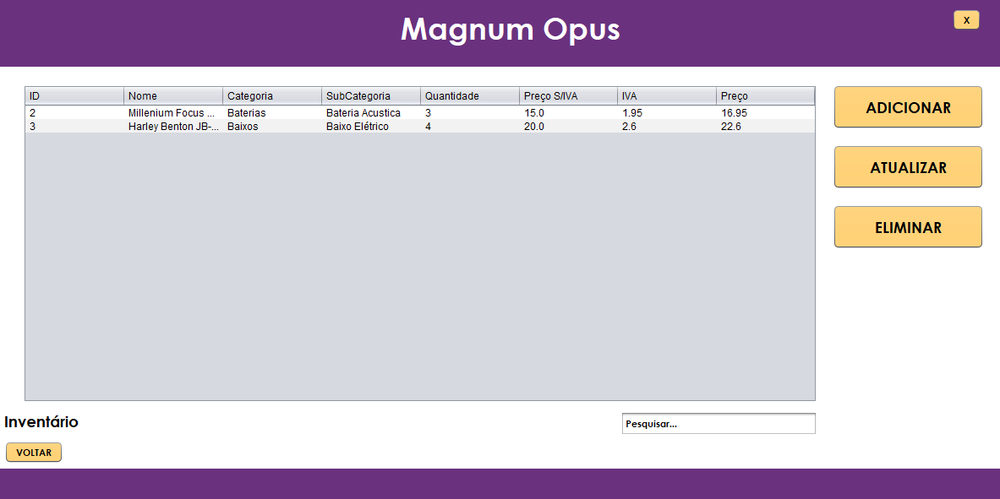 Magnum Opus
X
ID Nome Categoria SubCategoria Quantidade Preço S/IVA IVA Preço
2 Millenium Focus ... Baterias Bateria Acustica 3 15.0 1.95 16.95
3 Harley Benton JB-... Baixos Baixo Elétrico 4 20.0 2.6 22.6
ADICIONAR
ATUALIZAR
ELIMINAR
Inventário
Pesquisar...
VOLTAR